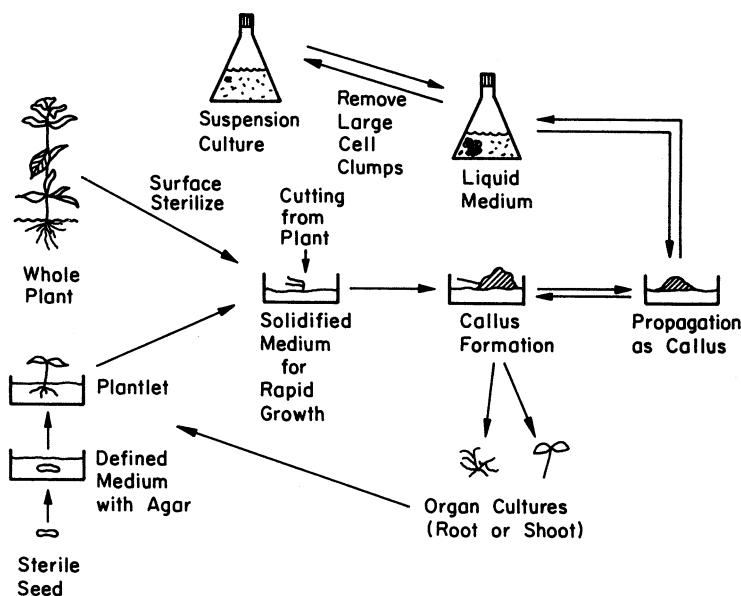 Suspension
Culture
Remove
Large
Cell
Clumps
Liquid
Medium
Surface
Sterilize
Cutting
from
Plant
Whole
Plant
Solidified
Medium
for
Rapid
Growth
Callus
Formation
Propagation
as Callus
Plantlet
Defined
Medium
with Agar
Organ Cultures
(Root or Shoot)
Sterile
Seed